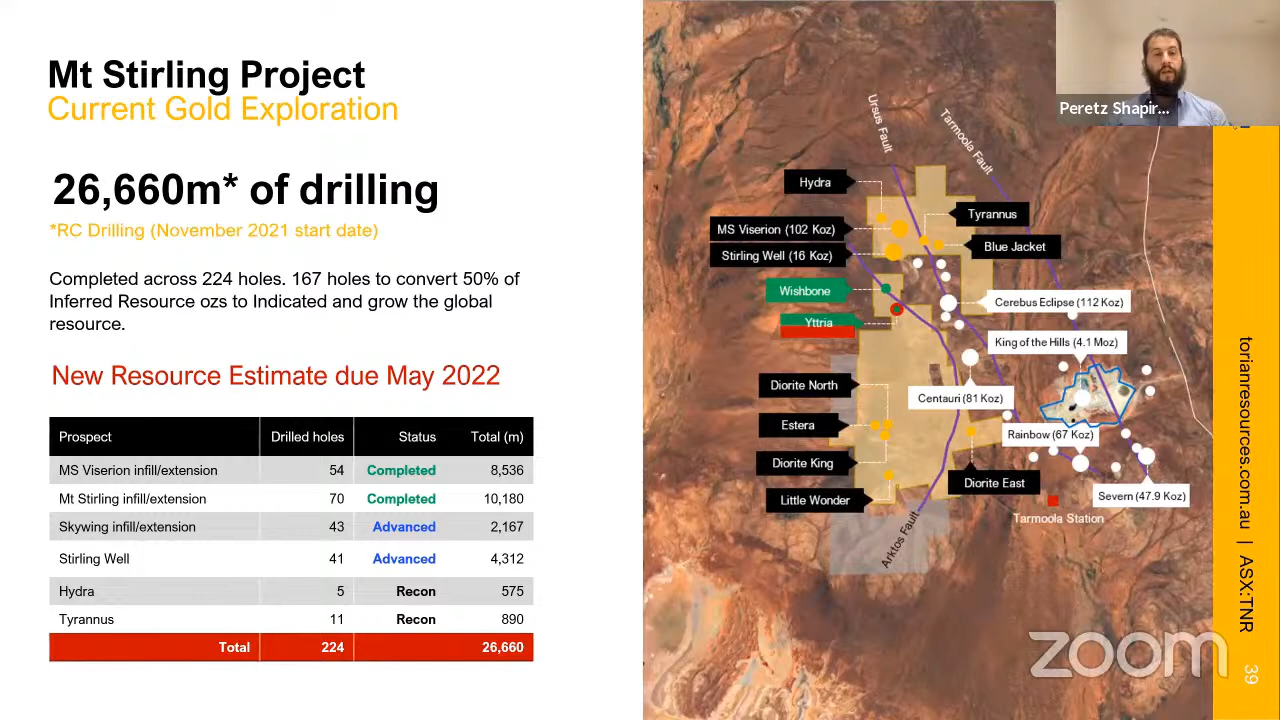 Mt Stirling Project
Current Gold Exploration
26,660m* of drilling
*RC Drilling (November 2021 start date)
Completed across 224 holes. 167 holes to convert 50% of
Inferred Resource ozs to Indicated and grow the global
resource.
New Resource Estimate due May 2022
Prospect Drilled holes Status Total (m)
MS Viserion infill/extension 54 Completed 8,536
Mt Stirling infill/extension 70 Completed 10,180
Skywing infill/extension 43 Advanced 2,167
Stirling Well 41 Advanced 4,312
Hydra 5 Recon 575
Tyrannus 11 Recon 890
Total 224 26,660
Peretz Shapir...
Ursus Fault
Tarmoola Fault
Hydra
Tyrannus
MS Viserion (102 Koz)
Blue Jacket
Stirling Well (16 Koz)
Wishbone
Cerebus Eclipse (112 Koz)
Yttria
King of the Hills (4.1 Moz)
Diorite North
Centauri (81 Koz)
Estera
Rainbow (67 Koz)
Diorite King
Diorite East
Little Wonder
Severn (47.9 Koz)
Tarmoola Station
Arktos Fault
torianresources.com.au | ASX:TNR
39
zoom